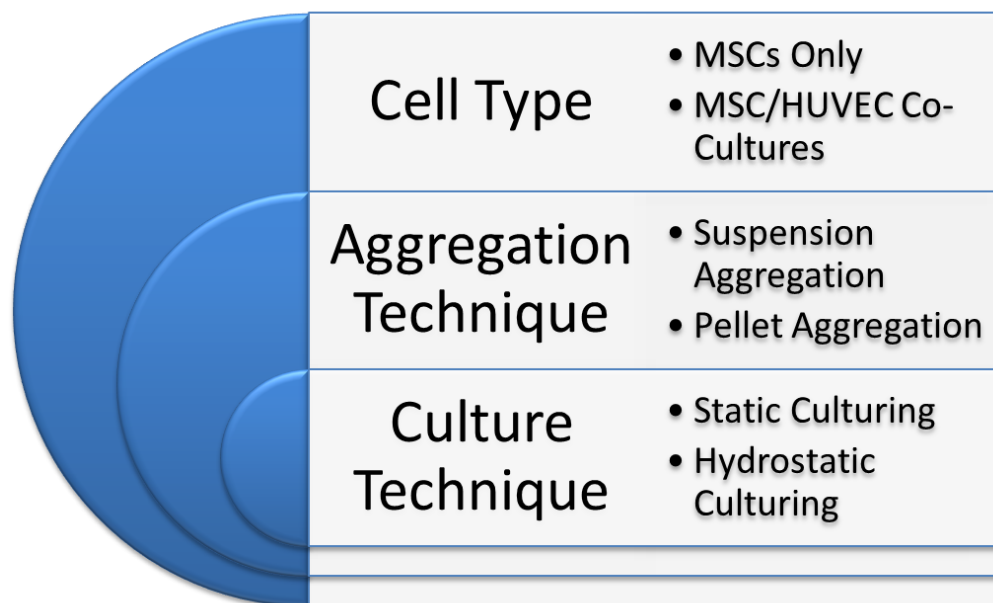 Cell Type
• MSCs Only
• MSC/HUVEC Co-
Cultures
Aggregation
Technique
• Suspension
Aggregation
• Pellet Aggregation
Culture
Technique
• Static Culturing
• Hydrostatic
Culturing